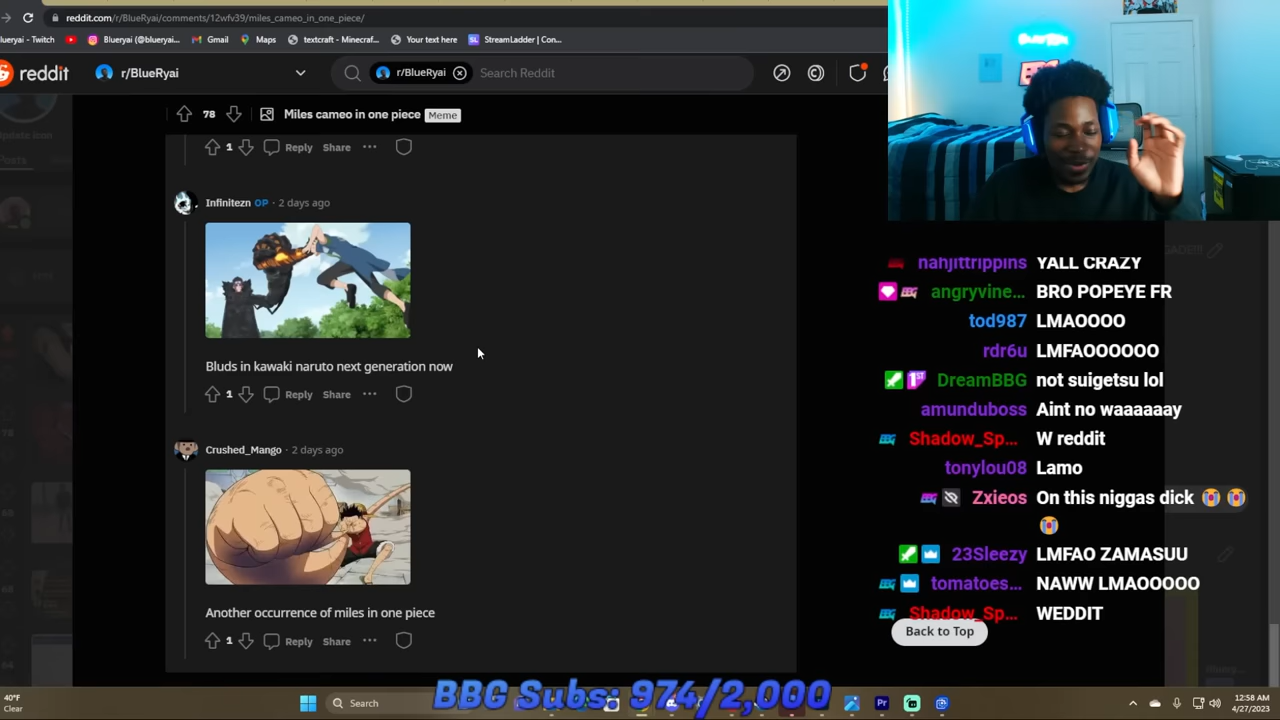 reddit.com/r/BlueRyai/comments/12wfv39/miles_cameo_in_one_piece/
lueryai - Twitch
Blueryai (@blueryai...
Gmail
Maps
textcraft - Minecraf...
Your text here
StreamLadder | Con...
reddit
r/BlueRyai
r/BlueRyai
Search Reddit
78
Miles cameo in one piece
Meme
1
Reply
Share
Infinitezn OP · 2 days ago
Bluds in kawaki naruto next generation now
1
Reply
Share
Crushed_Mango · 2 days ago
Another occurrence of miles in one piece
1
Reply
Share
nahjittrippins YALL CRAZY
angryvine... BRO POPEYE FR
tod987 LMAOOOO
rdr6u LMFAOOOOOO
DreamBBG not suigetsu lol
amunduboss Aint no waaaaaay
Shadow_Sp... W reddit
tonylou08 Lamo
Zxieos On this niggas dick 😭 😭
😭
23Sleezy LMFAO ZAMASUU
tomatoes... NAWW LMAOOOOO
Shadow_Sp... WEDDIT
Back to Top
BBG Subs: 974/2,000
40°F
Clear
Search
12:58 AM
4/27/2023